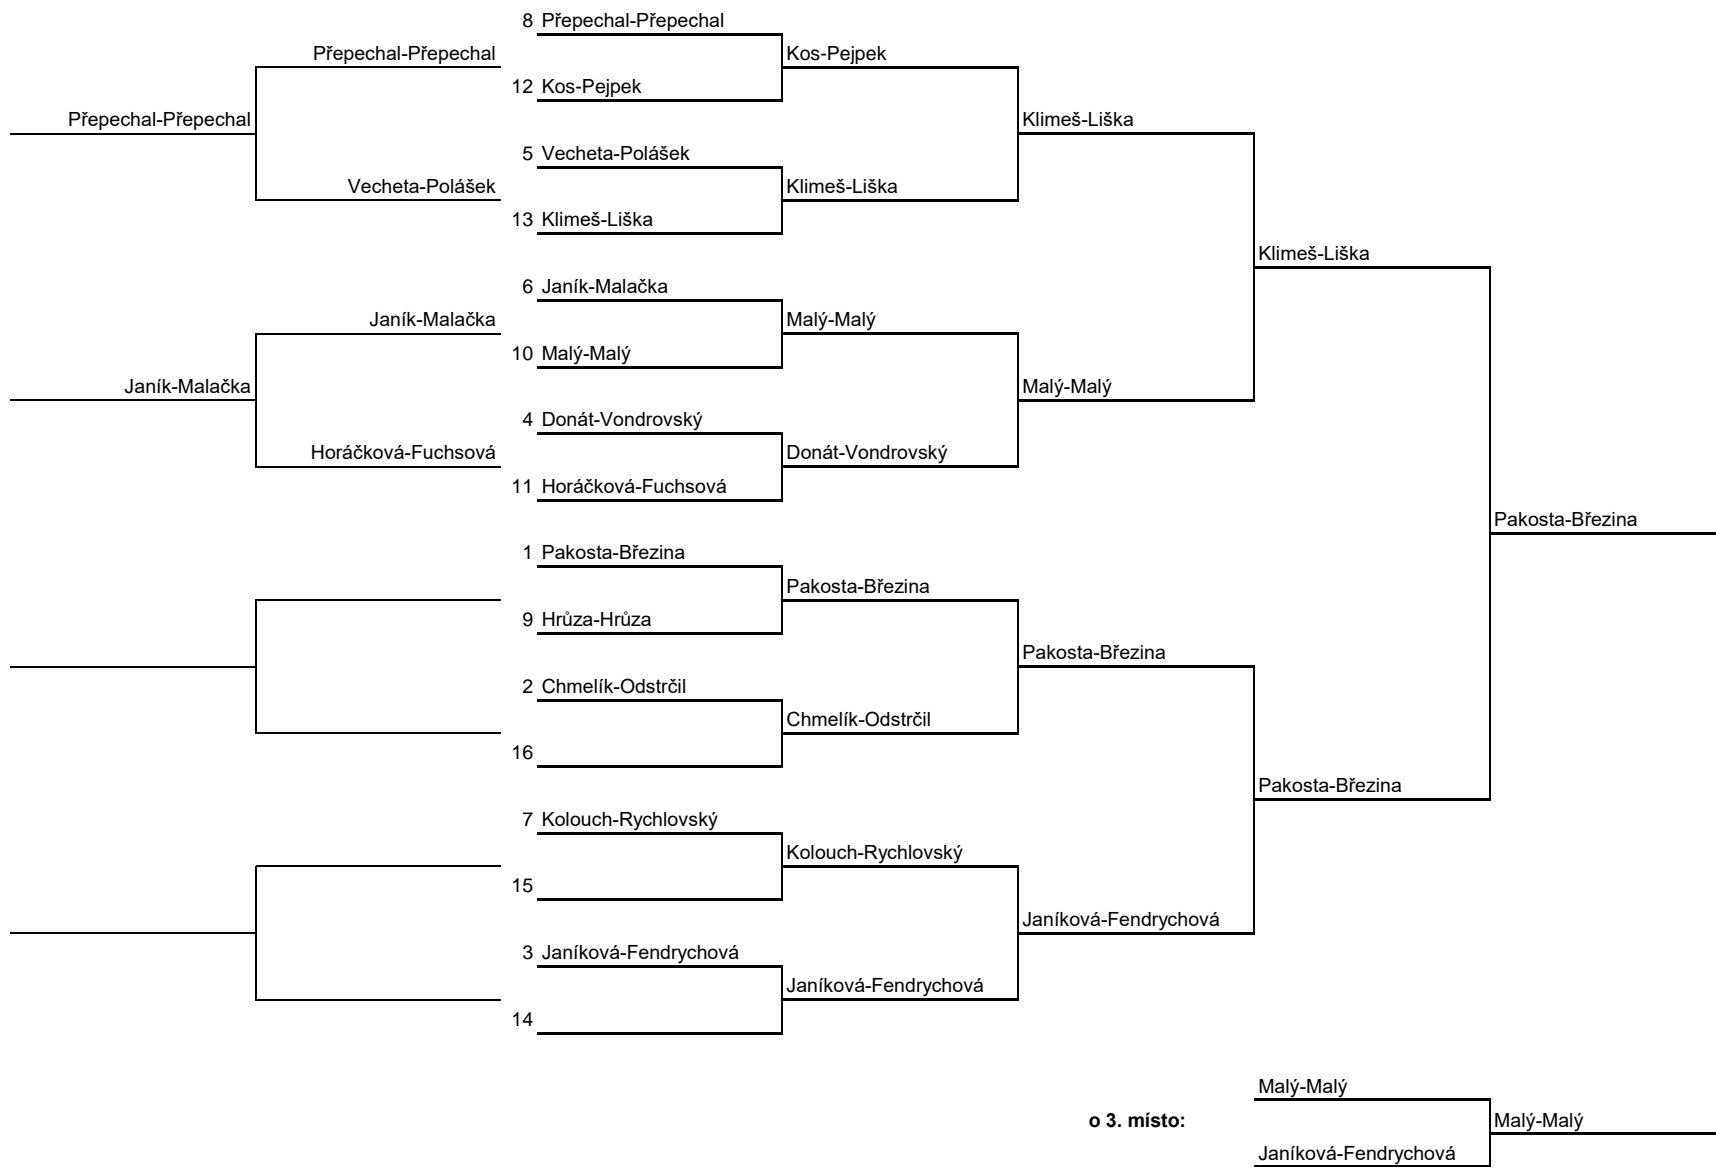 8 Přepechal-Přepechal
Přepechal-Přepechal
Kos-Pejpek
12 Kos-Pejpek
Přepechal-Přepechal
Klimeš-Liška
5 Vecheta-Polášek
Vecheta-Polášek
Klimeš-Liška
13 Klimeš-Liška
Klimeš-Liška
6 Janík-Malačka
Janík-Malačka
Malý-Malý
10 Malý-Malý
Janík-Malačka
Malý-Malý
4 Donát-Vondrovský
Horáčková-Fuchsová
Donát-Vondrovský
11 Horáčková-Fuchsová
Pakosta-Březina
1 Pakosta-Březina
Pakosta-Březina
9 Hrůza-Hrůza
Pakosta-Březina
2 Chmelík-Odstrčil
Chmelík-Odstrčil
16
Pakosta-Březina
7 Kolouch-Rychlovský
Kolouch-Rychlovský
15
Janíková-Fendrychová
3 Janíková-Fendrychová
Janíková-Fendrychová
14
Malý-Malý
o 3. místo:
Malý-Malý
Janíková-Fendrychová